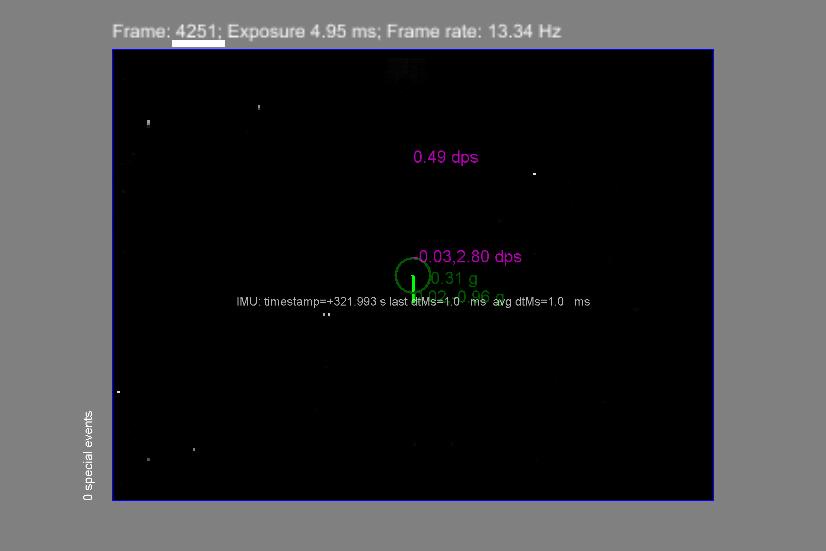 Frame: 4251; Exposure 4.95 ms; Frame rate: 13.34 Hz
0.49 dps
-0.03,2.80 dps
0.31 g
0.02,-0.96 g
IMU: timestamp=+321.993 s last dtMs=1.0 ms avg dtMs=1.0 ms
0 special events